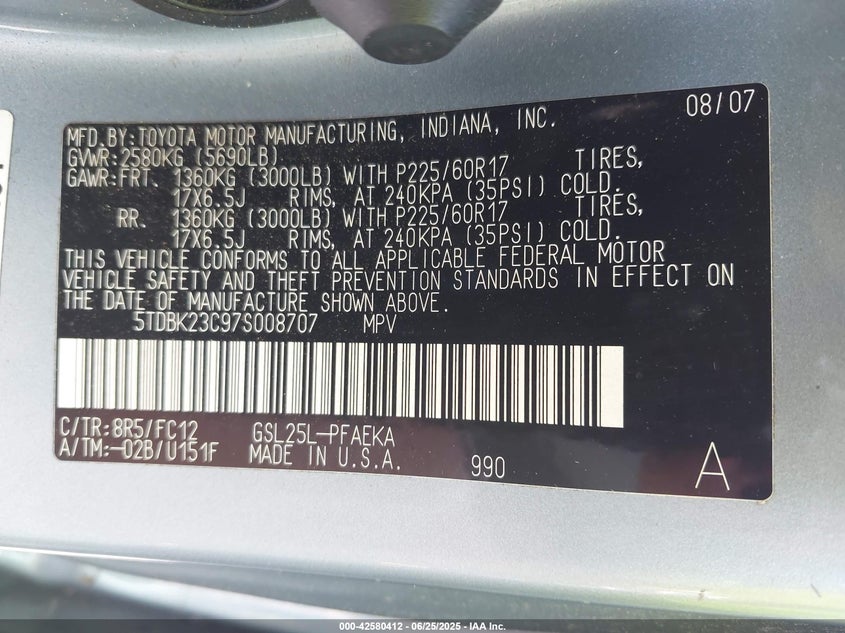 08/07
MFD.BY:TOYOTA MOTOR MANUFACTURING, INDIANA, INC.
GVWR:2580KG (5690LB)
GAWR:FRT. 1360KG (3000LB) WITH P225/60R17 TIRES,
17X6.5J RIMS, AT 240KPA (35PSI) COLD.
RR. 1360KG (3000LB) WITH P225/60R17 TIRES,
17X6.5J RIMS, AT 240KPA (35PSI) COLD.
THIS VEHICLE CONFORMS TO ALL APPLICABLE FEDERAL MOTOR
VEHICLE SAFETY AND THEFT PREVENTION STANDARDS IN EFFECT ON
THE DATE OF MANUFACTURE SHOWN ABOVE.
5TDBK23C97S008707 MPV
C/TR:8R5/FC12 GSL25L-PFAEKA
A/TM:-02B/U151F MADE IN U.S.A. 990 A
000-42580412 - 06/25/2025 - IAA Inc.